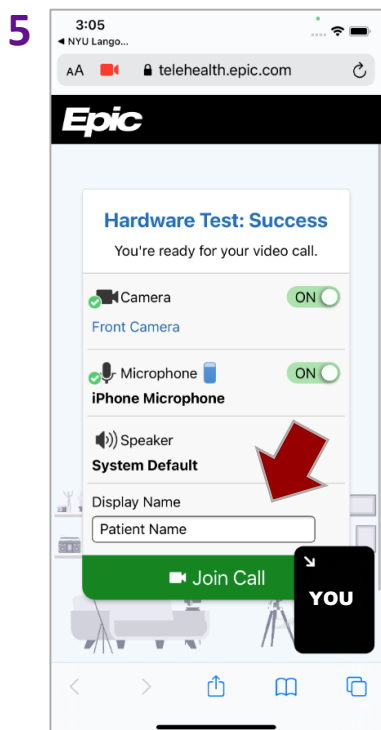 5
3:05
◄ NYU Lango...
AA telehealth.epic.com
Epic
Hardware Test: Success
You're ready for your video call.
Camera ON
Front Camera
Microphone ON
iPhone Microphone
Speaker
System Default
Display Name
Patient Name
Join Call
YOU